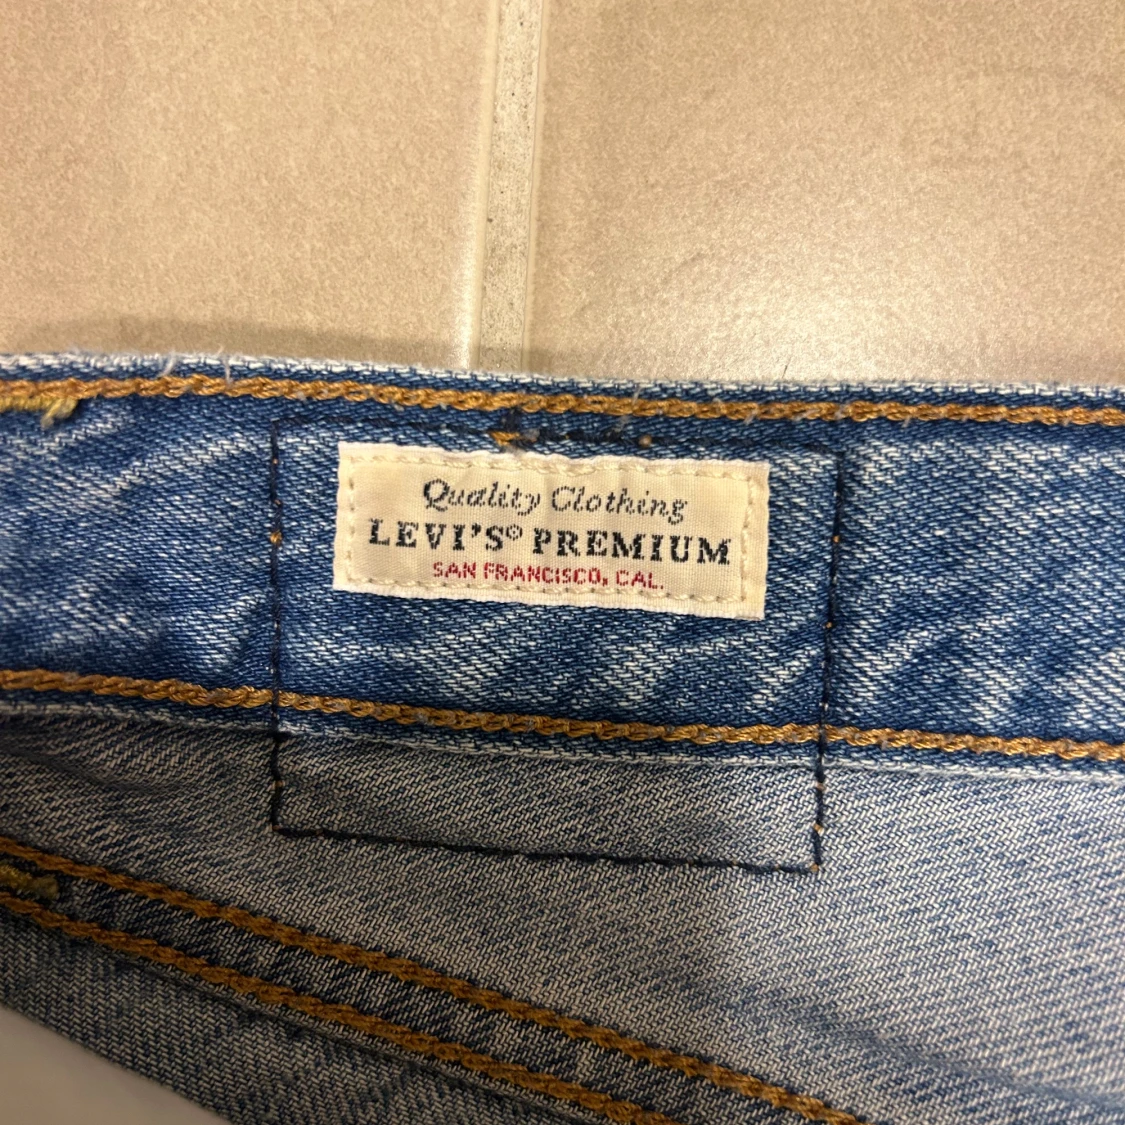 Quality Clothing
LEVI'S® PREMIUM
SAN FRANCISCO, CAL.